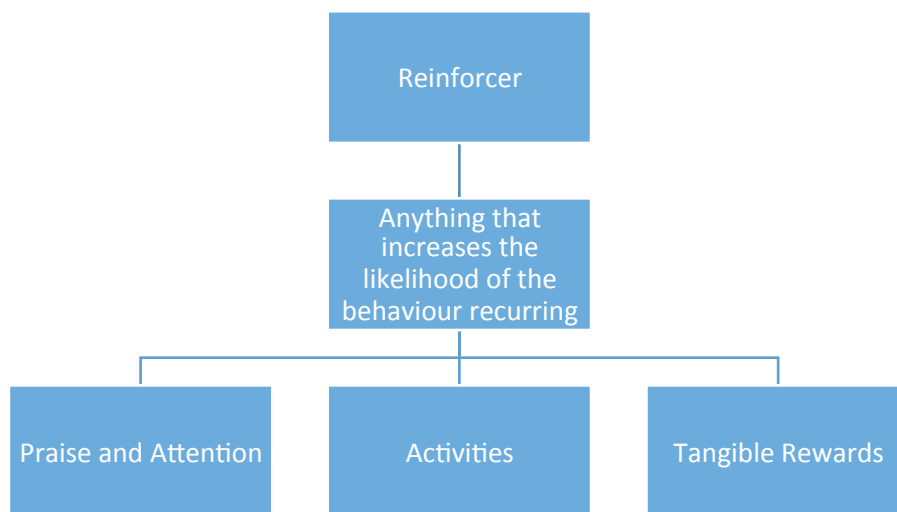 Reinforcer
Anything that
increases the
likelihood of the
behaviour recurring
Praise and Attention
Activities
Tangible Rewards